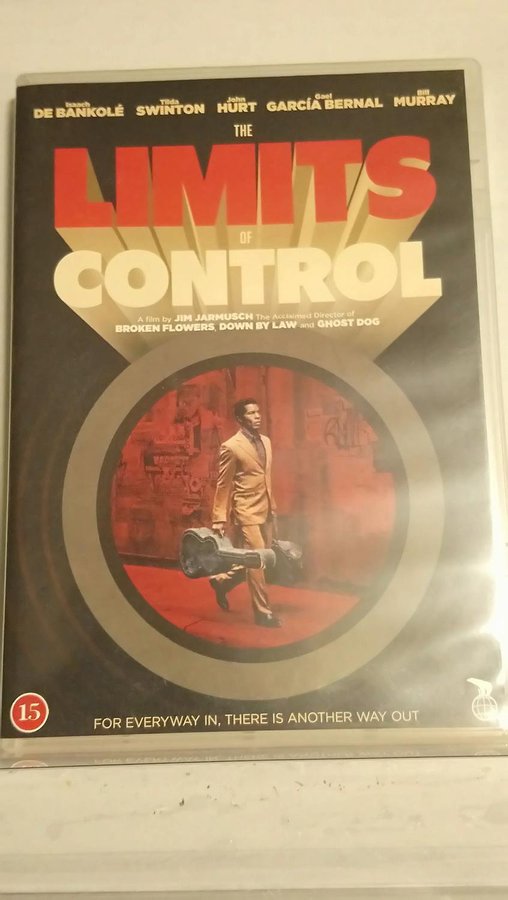 Isaach DE BANKOLÉ Tilda SWINTON John HURT Gael GARCÍA BERNAL Bill MURRAY
THE
LIMITS
OF
CONTROL
A film by JIM JARMUSCH The Acclaimed Director of
BROKEN FLOWERS, DOWN BY LAW and GHOST DOG
15
FOR EVERYWAY IN, THERE IS ANOTHER WAY OUT